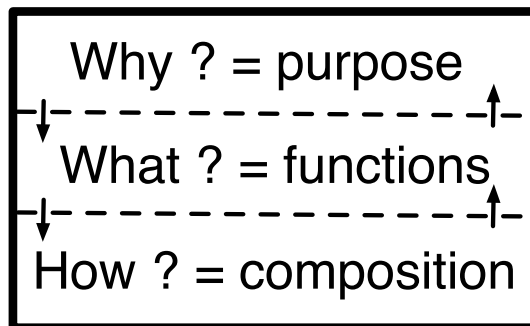 Why ? = purpose
What ? = functions
How ? = composition